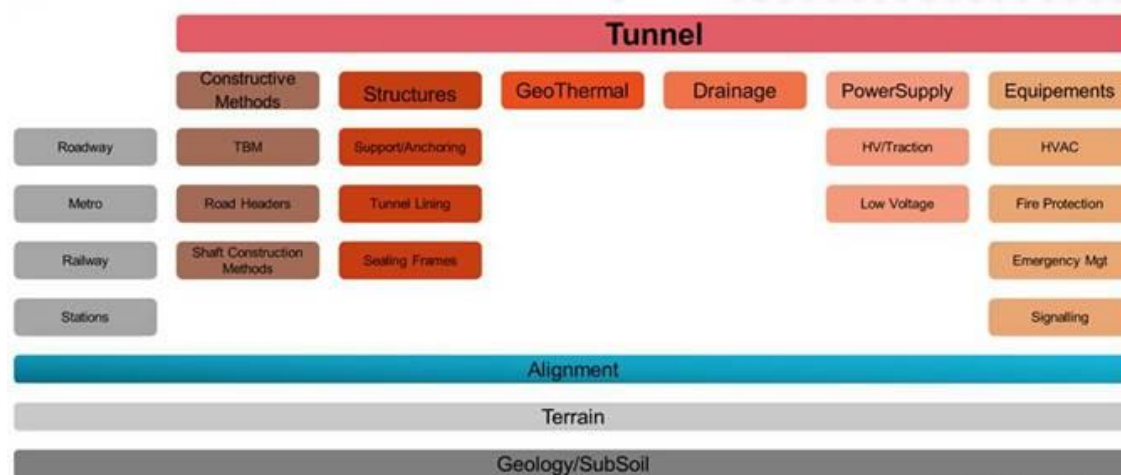 Tunnel
Constructive
Methods
Structures
GeoThermal
Drainage
PowerSupply
Equipements
Roadway
TBM
Support/Anchoring
HV/Traction
HVAC
Metro
Road Headers
Tunnel Lining
Low Voltage
Fire Protection
Railway
Shaft Construction
Methods
Sealing Frames
Emergency Mgt
Stations
Signalling
Alignment
Terrain
Geology/SubSoil